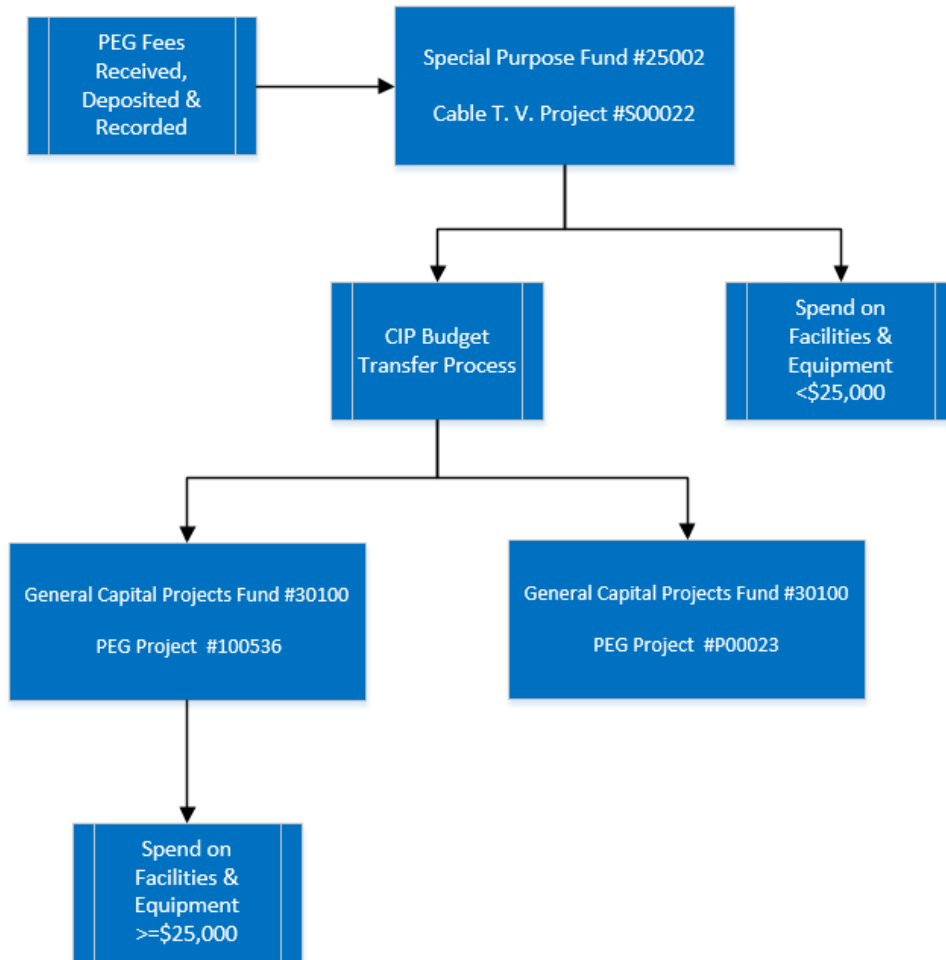 PEG Fees
Received,
Deposited &
Recorded
Special Purpose Fund #25002
Cable T. V. Project #S00022
CIP Budget
Transfer Process
Spend on
Facilities &
Equipment
<$25,000
General Capital Projects Fund #30100
PEG Project #100536
General Capital Projects Fund #30100
PEG Project #P00023
Spend on
Facilities &
Equipment
>=$25,000